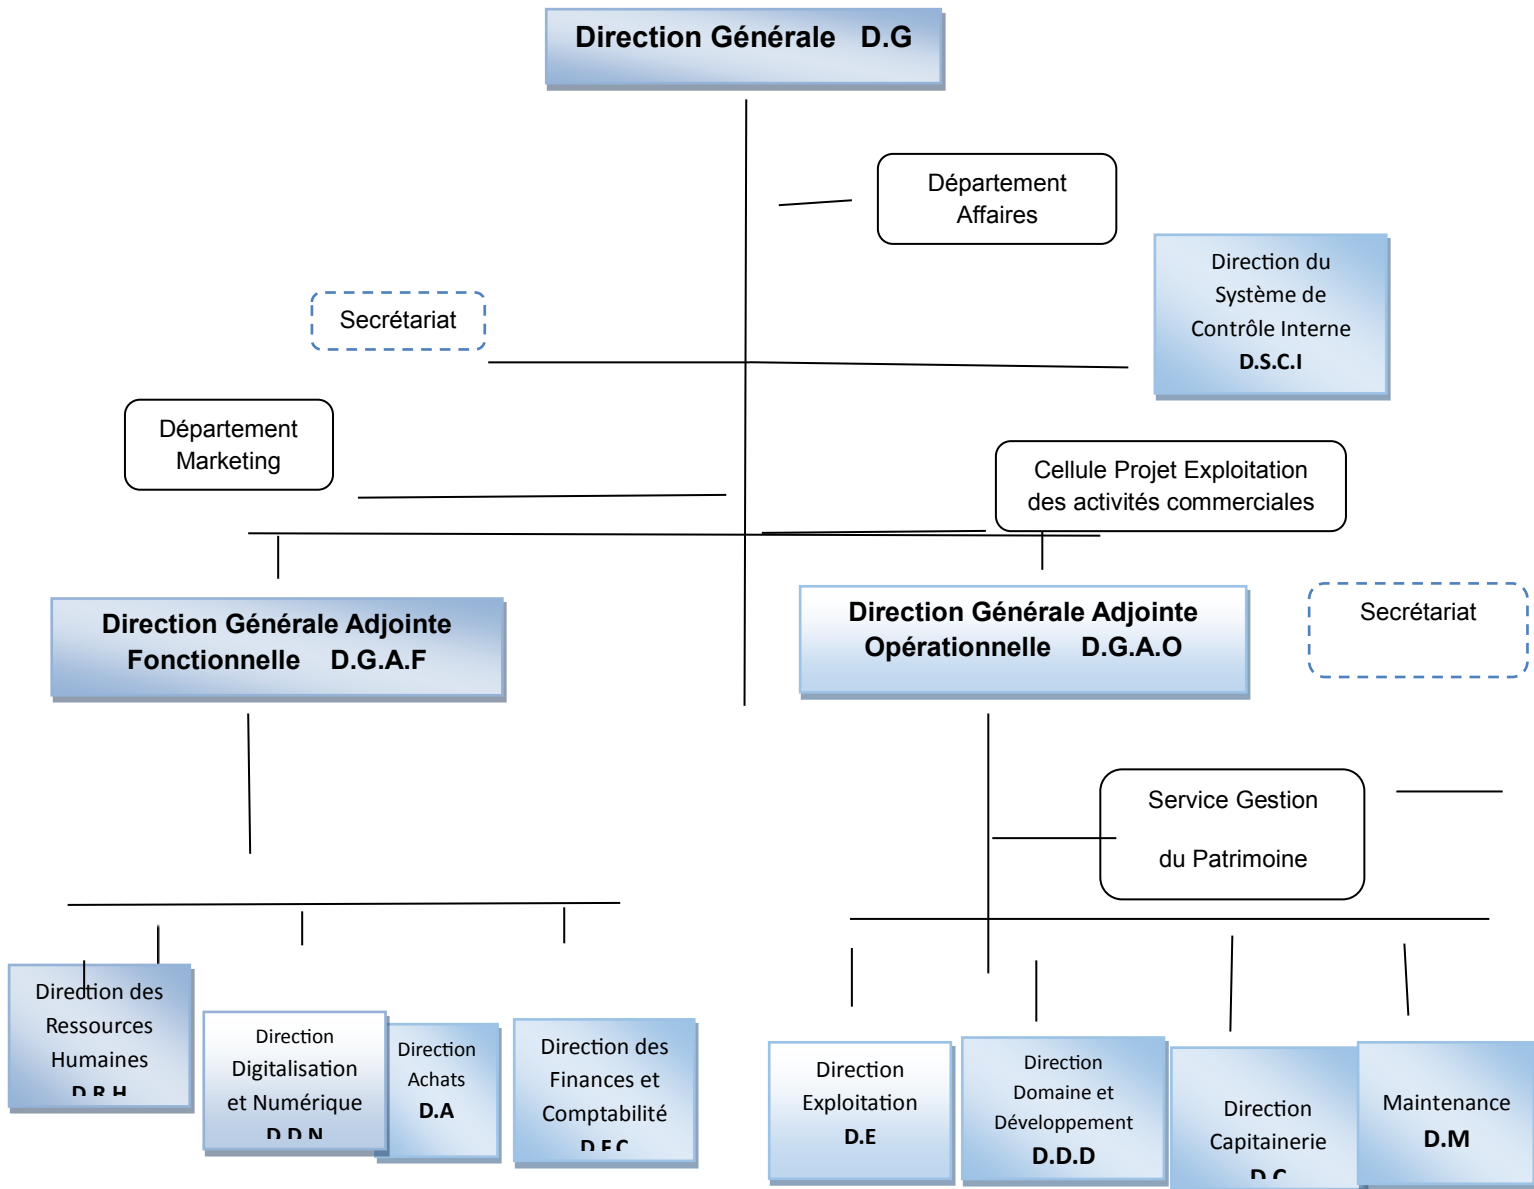 Direction Générale D.G
Département
Affaires
Direction du
Système de
Contrôle Interne
D.S.C.I
Secrétariat
Département
Marketing
Cellule Projet Exploitation
des activités commerciales
Direction Générale Adjointe
Fonctionnelle D.G.A.F
Direction Générale Adjointe
Opérationnelle D.G.A.O
Secrétariat
Service Gestion
du Patrimoine
Direction des
Ressources
Humaines
D.R.H
Direction
Digitalisation
et Numérique
D.D.N
Direction
Achats
D.A
Direction des
Finances et
Comptabilité
D.F.C
Direction
Exploitation
D.E
Direction
Domaine et
Développement
D.D.D
Direction
Capitainerie
D.C
Maintenance
D.M